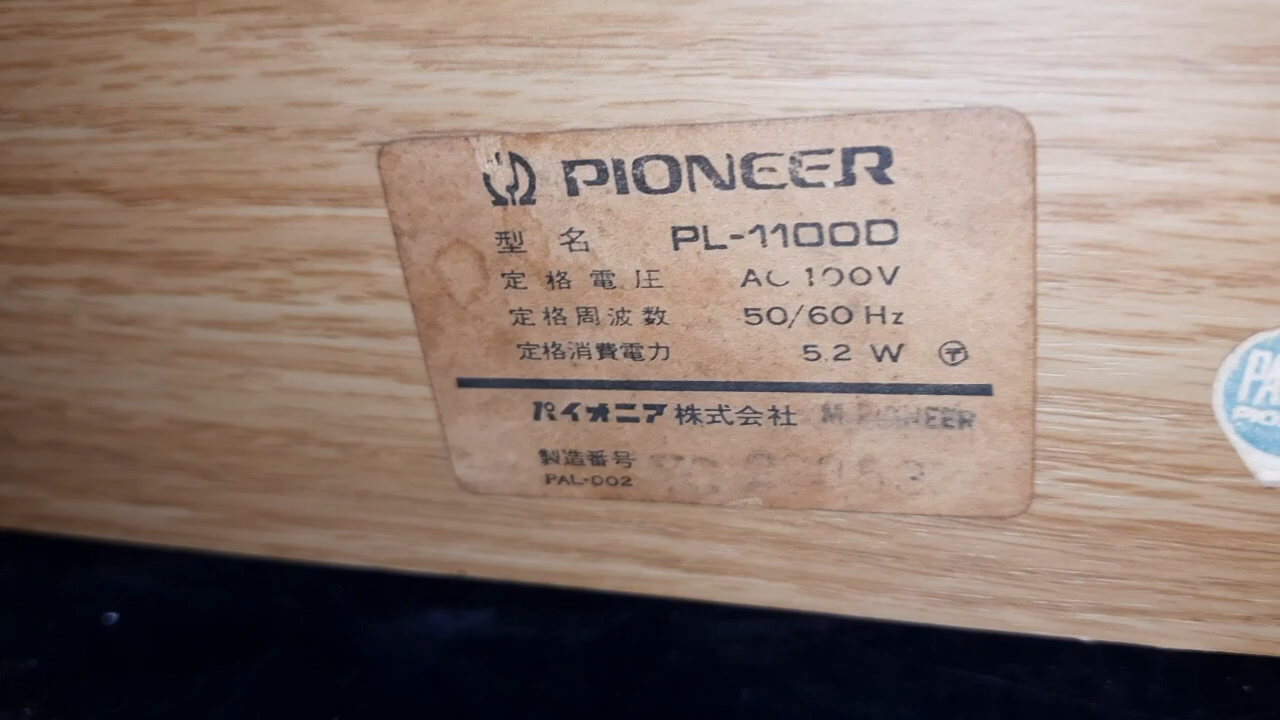 PIONEER
型名 PL-1100D
定格電圧 AC 100V
定格周波数 50/60 Hz
定格消費電力 5.2 W 〒
パイオニア株式会社 M PIONEER
製造番号
PAL-002